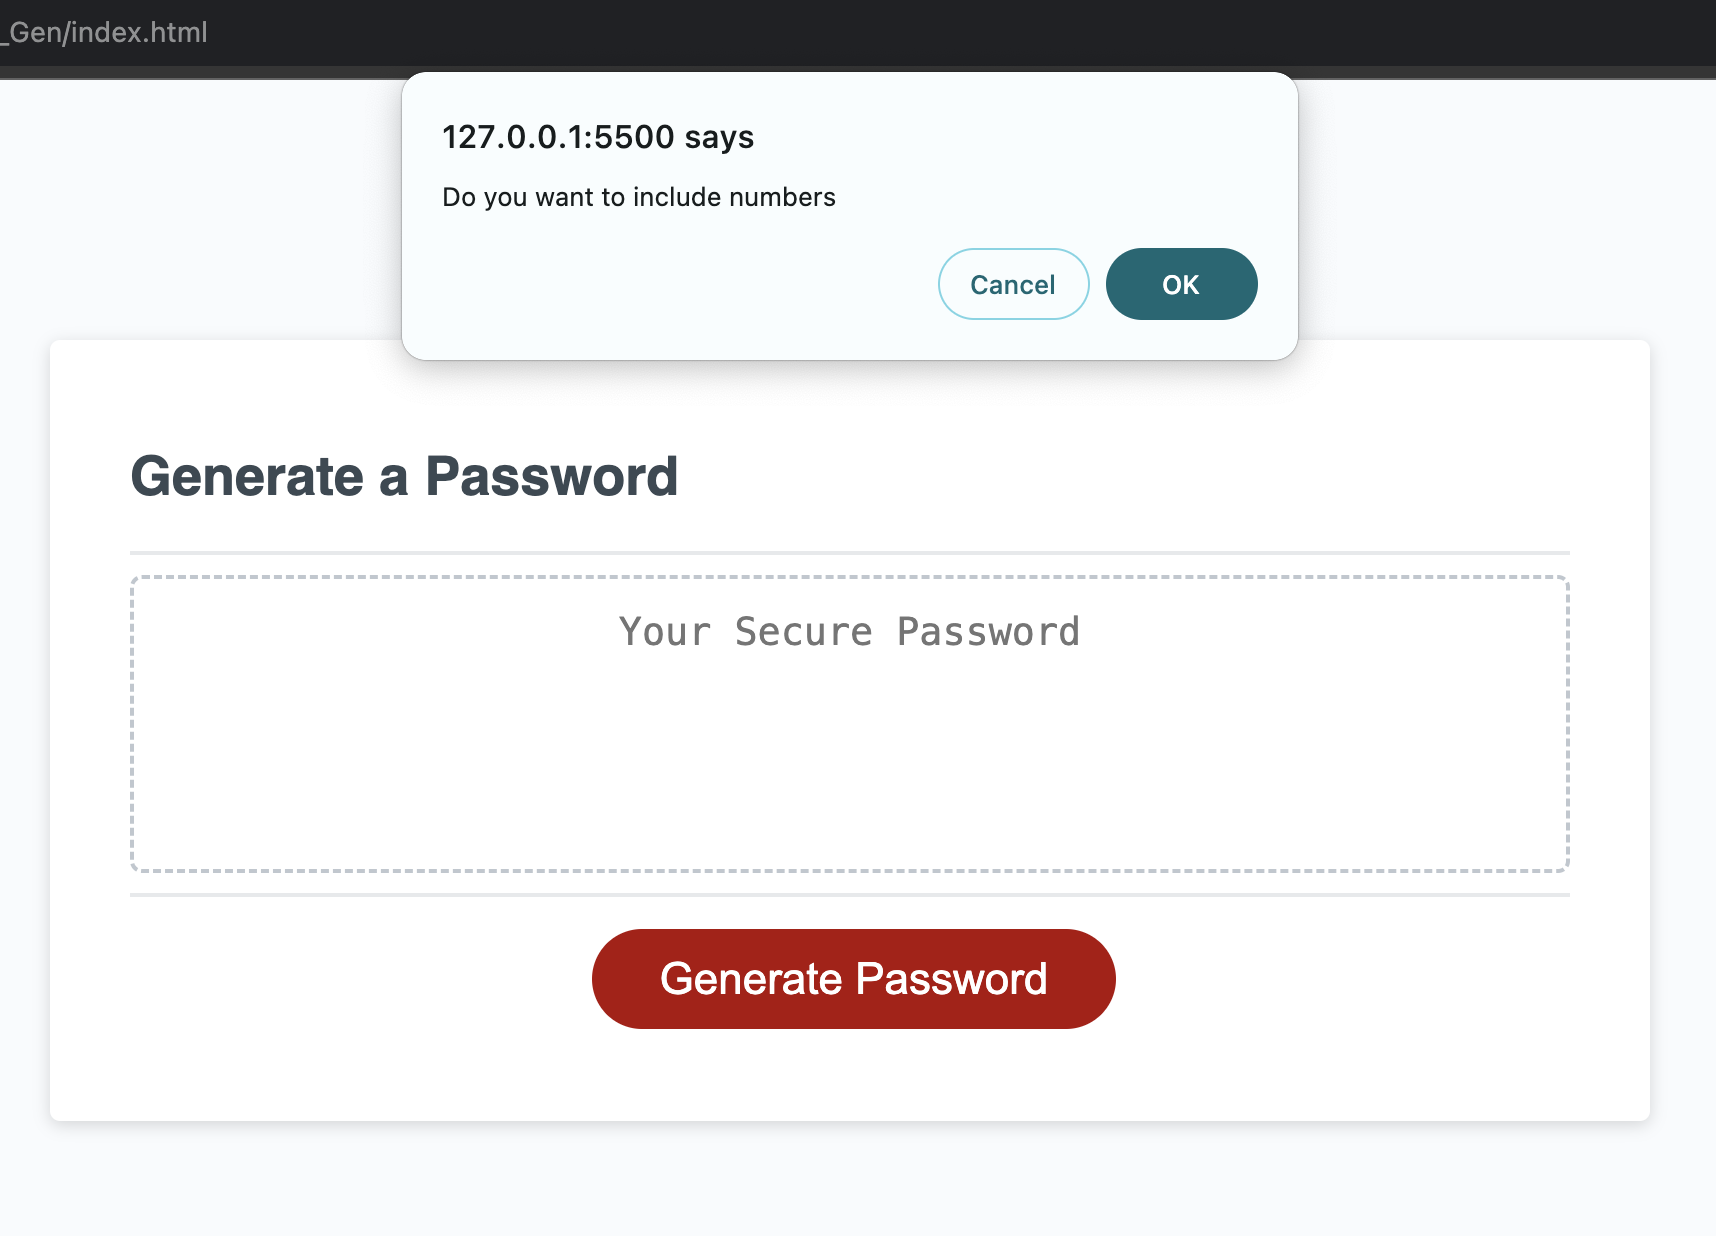 _Gen/index.html
127.0.0.1:5500 says
Do you want to include numbers
Cancel
OK
Generate a Password
Your Secure Password
Generate Password